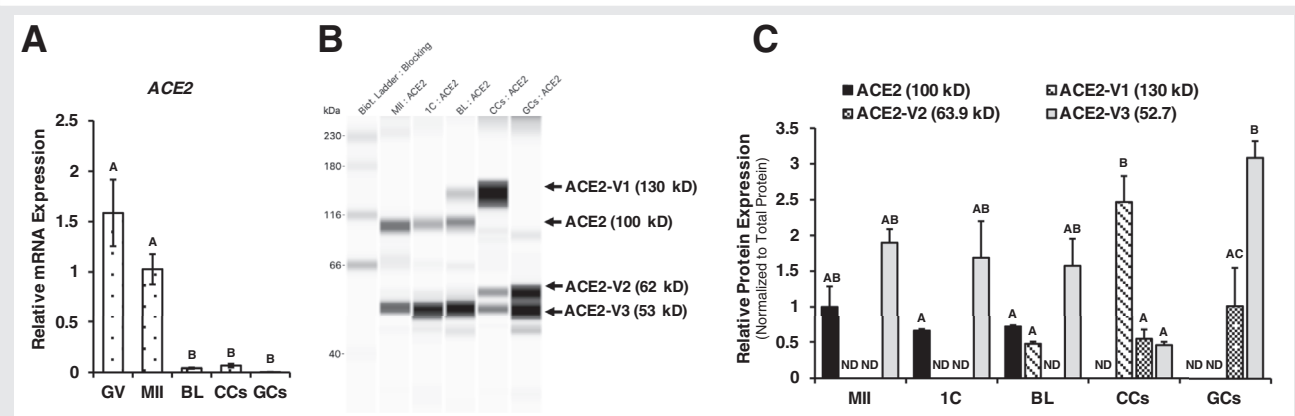 A
ACE2
Relative mRNA Expression
2.5
2
1.5
1
0.5
0
A
A
B
B
B
GV MII BL CCs GCs
B
Biot. Ladder : Blocking
MII : ACE2
1C : ACE2
BL : ACE2
CCs : ACE2
GCs : ACE2
kDa
230-
180-
116-
66-
40-
ACE2-V1 (130 kD)
ACE2 (100 kD)
ACE2-V2 (62 kD)
ACE2-V3 (53 kD)
C
ACE2 (100 kD) ACE2-V1 (130 kD)
ACE2-V2 (63.9 kD) ACE2-V3 (52.7)
Relative Protein Expression
(Normalized to Total Protein)
3.5
3
2.5
2
1.5
1
0.5
0
AB ND ND AB
A ND ND AB
A A ND AB
ND B A A
ND ND AC B
MII 1C BL CCs GCs